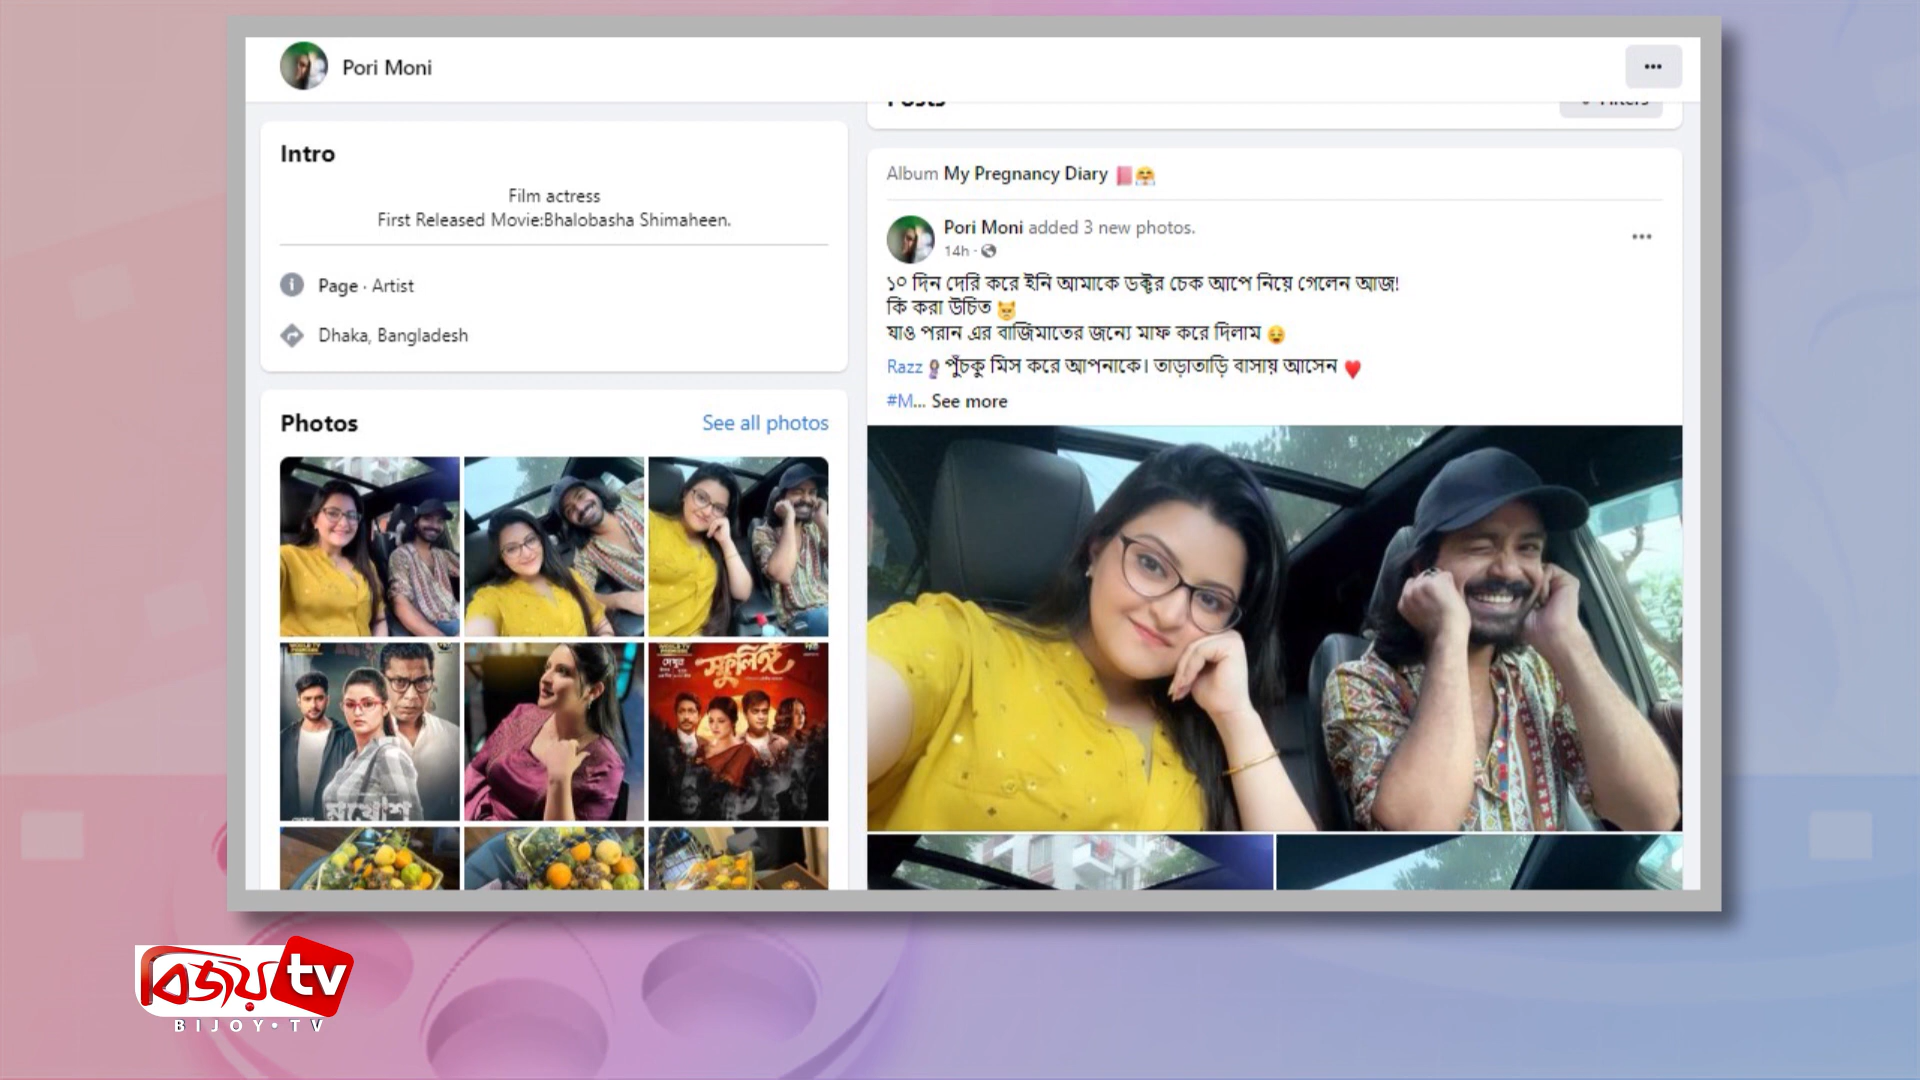 Pori Moni
Intro
Film actress
First Released Movie:Bhalobasha Shimaheen.
Page · Artist
Dhaka, Bangladesh
Photos
See all photos
Posts
Filters
Album My Pregnancy Diary
Pori Moni added 3 new photos.
14h ·
১০ দিন দেরি করে ইনি আমাকে ডক্টর চেক আপে নিয়ে গেলেন আজ!
কি করা উচিত
যাও পরান এর বাজিমাতের জন্যে মাফ করে দিলাম
Razz পুঁচকু মিস করে আপনাকে। তাড়াতাড়ি বাসায় আসেন
#M... See more
স্ফুলিঙ্গ
মুখোশ
বিজয় tv
BIJOY•TV